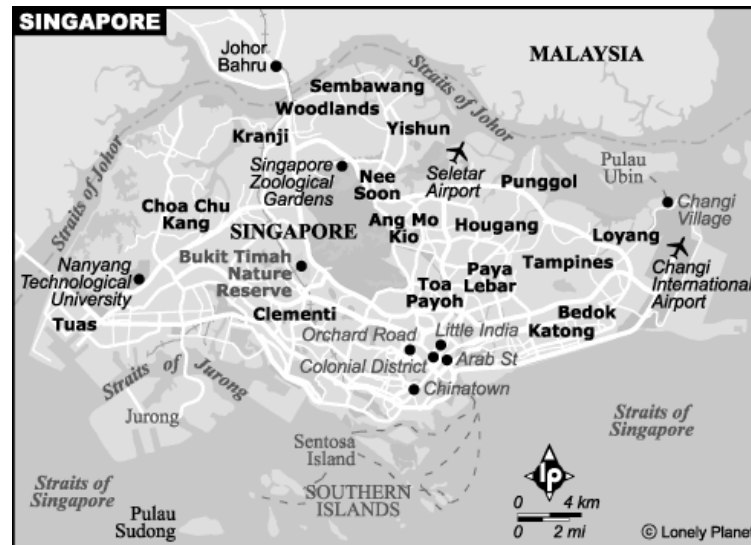 SINGAPORE
Johor
Bahru
MALAYSIA
Straits of Johor
Sembawang
Woodlands
Kranji
Yishun
Straits of Johor
Singapore
Zoological
Gardens
Nee
Soon
Seletar
Airport
Punggol
Pulau
Ubin
Changi
Village
Choa Chu
Kang
SINGAPORE
Ang Mo
Kio
Hougang
Loyang
Bukit Timah
Nature
Reserve
Nanyang
Technological
University
Toa
Payoh
Paya
Lebar
Tampines
Changi
International
Airport
Tuas
Clementi
Bedok
Katong
Orchard Road
Little India
Colonial District
Arab St
Chinatown
Straits of Jurong
Jurong
Straits of
Singapore
Sentosa
Island
SOUTHERN
ISLANDS
Straits of
Singapore
Pulau
Sudong
lp
0 4 km
0 2 mi
© Lonely Planet